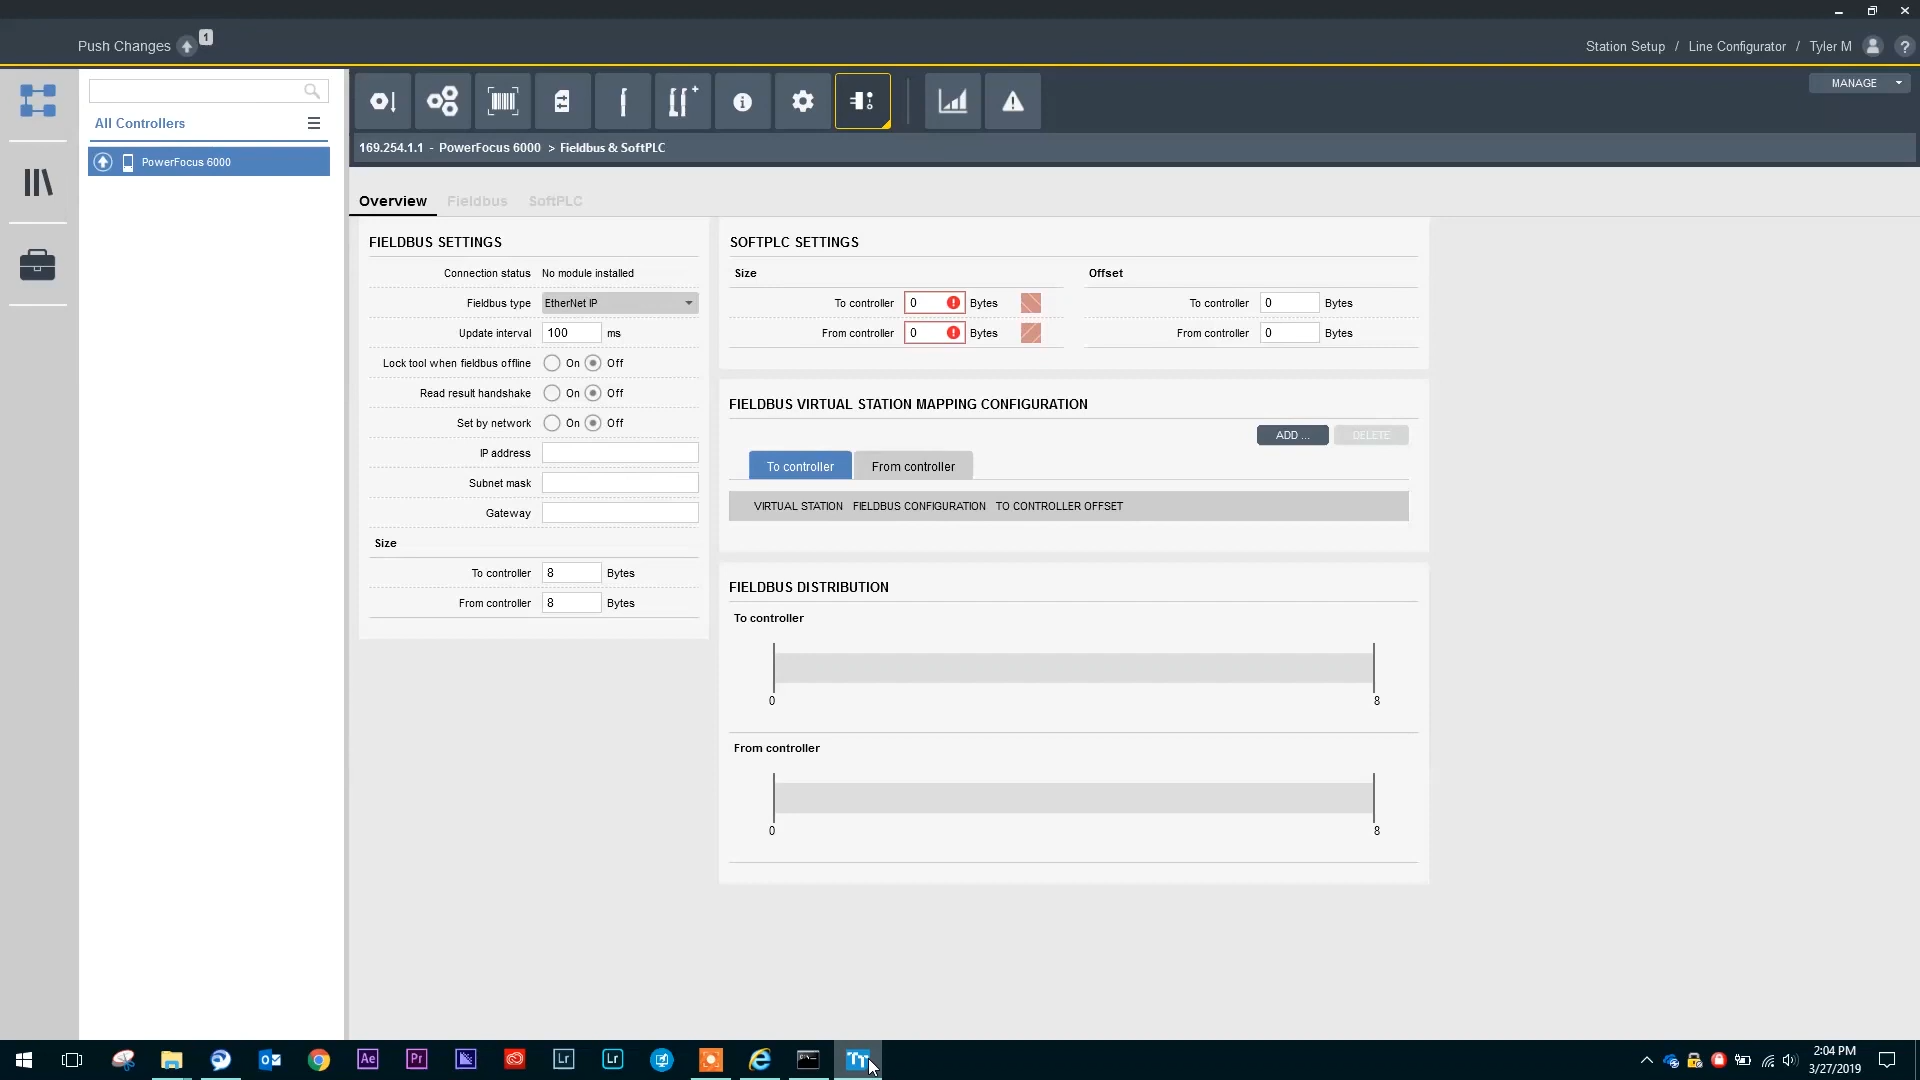 Push Changes 1
Station Setup / Line Configurator / Tyler M ?
MANAGE
All Controllers
PowerFocus 6000
169.254.1.1 - PowerFocus 6000 > Fieldbus & SoftPLC
Overview Fieldbus SoftPLC
FIELDBUS SETTINGS
Connection status No module installed
Fieldbus type EtherNet IP
Update interval 100 ms
Lock tool when fieldbus offline On Off
Read result handshake On Off
Set by network On Off
IP address
Subnet mask
Gateway
Size
To controller 8 Bytes
From controller 8 Bytes
SOFTPLC SETTINGS
Size Offset
To controller 0 ! Bytes To controller 0 Bytes
From controller 0 ! Bytes From controller 0 Bytes
FIELDBUS VIRTUAL STATION MAPPING CONFIGURATION
ADD ... DELETE
To controller From controller
VIRTUAL STATION FIELDBUS CONFIGURATION TO CONTROLLER OFFSET
FIELDBUS DISTRIBUTION
To controller
0 8
From controller
0 8
Ae Pr Lr Lr TT
2:04 PM
3/27/2019